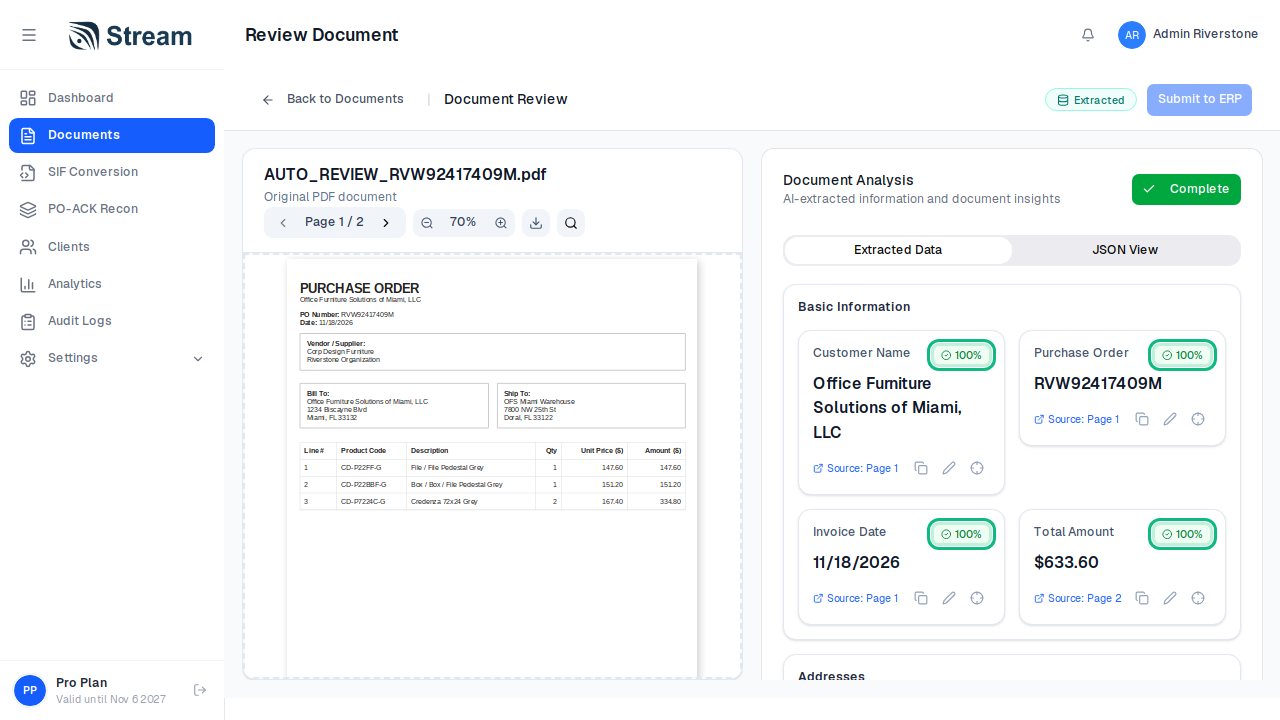 Stream
Review Document
AR
Admin Riverstone
Dashboard
Documents
SIF Conversion
PO-ACK Recon
Clients
Analytics
Audit Logs
Settings
PP
Pro Plan
Valid until Nov 6 2027
Back to Documents
Document Review
Extracted
Submit to ERP
AUTO_REVIEW_RVW92417409M.pdf
Original PDF document
Page 1 / 2
70%
PURCHASE ORDER
Office Furniture Solutions of Miami, LLC
PO Number: RVW92417409M
Date: 11/18/2026
Vendor / Supplier:
Corp Design Furniture
Riverstone Organization
Bill To:
Office Furniture Solutions of Miami, LLC
1234 Biscayne Blvd
Miami, FL 33132
Ship To:
OFS Miami Warehouse
7800 NW 25th St
Doral, FL 33122
Line # Product Code Description Qty Unit Price ($) Amount ($)
1 CD-P22FF-G File / File Pedestal Grey 1 147.60 147.60
2 CD-P22BBF-G Box / Box / File Pedestal Grey 1 151.20 151.20
3 CD-P7224C-G Credenza 72x24 Grey 2 167.40 334.80
Document Analysis
AI-extracted information and document insights
Complete
Extracted Data
JSON View
Basic Information
Customer Name
100%
Office Furniture
Solutions of Miami,
LLC
Source: Page 1
Purchase Order
100%
RVW92417409M
Source: Page 1
Invoice Date
100%
11/18/2026
Source: Page 1
Total Amount
100%
$633.60
Source: Page 2
Addresses